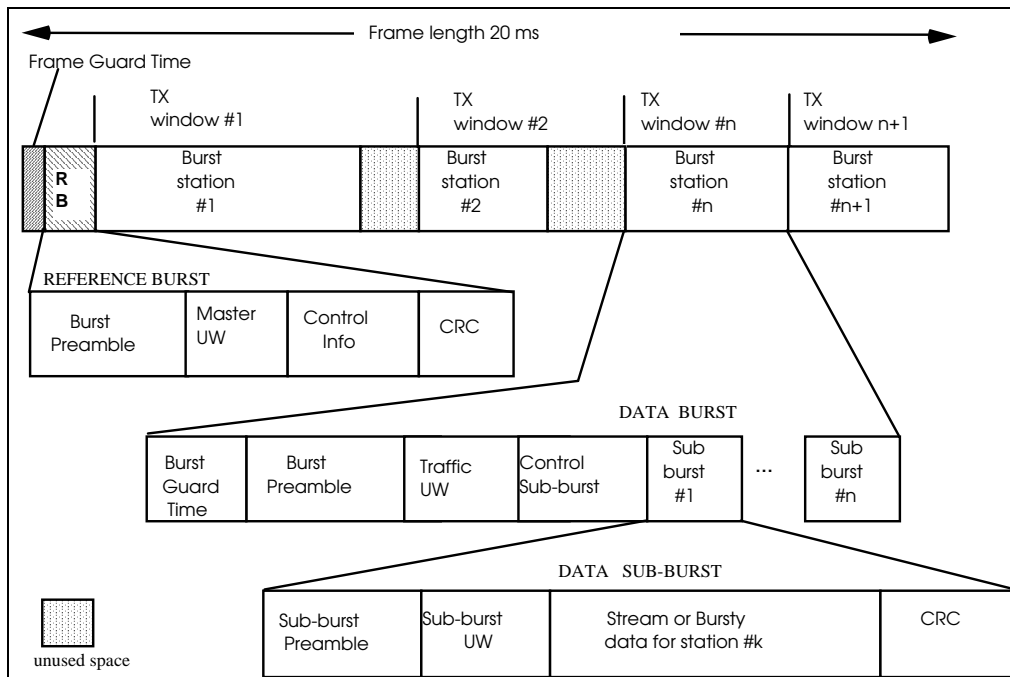 Frame length 20 ms
Frame Guard Time
TX
window #1
TX
window #2
TX
window #n
TX
window n+1
R
B
Burst
station
#1
Burst
station
#2
Burst
station
#n
Burst
station
#n+1
REFERENCE BURST
Burst
Preamble
Master
UW
Control
Info
CRC
DATA BURST
Burst
Guard
Time
Burst
Preamble
Traffic
UW
Control
Sub-burst
Sub
burst
#1
...
Sub
burst
#n
DATA SUB-BURST
Sub-burst
Preamble
Sub-burst
UW
Stream or Bursty
data for station #k
CRC
unused space